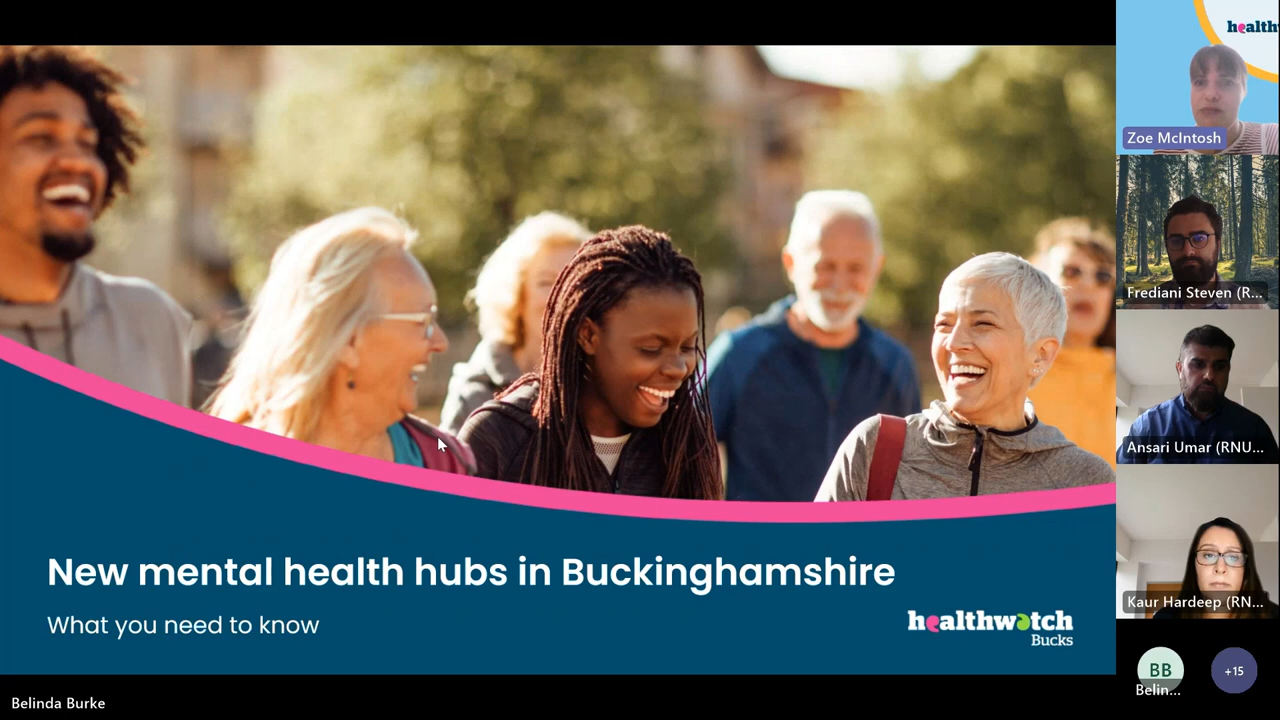 New mental health hubs in Buckinghamshire
What you need to know
healthwatch
Bucks
Belinda Burke
health
Zoe McIntosh
Frediani Steven (R...
Ansari Umar (RNU...
Kaur Hardeep (RN...
BB
Belin...
+15